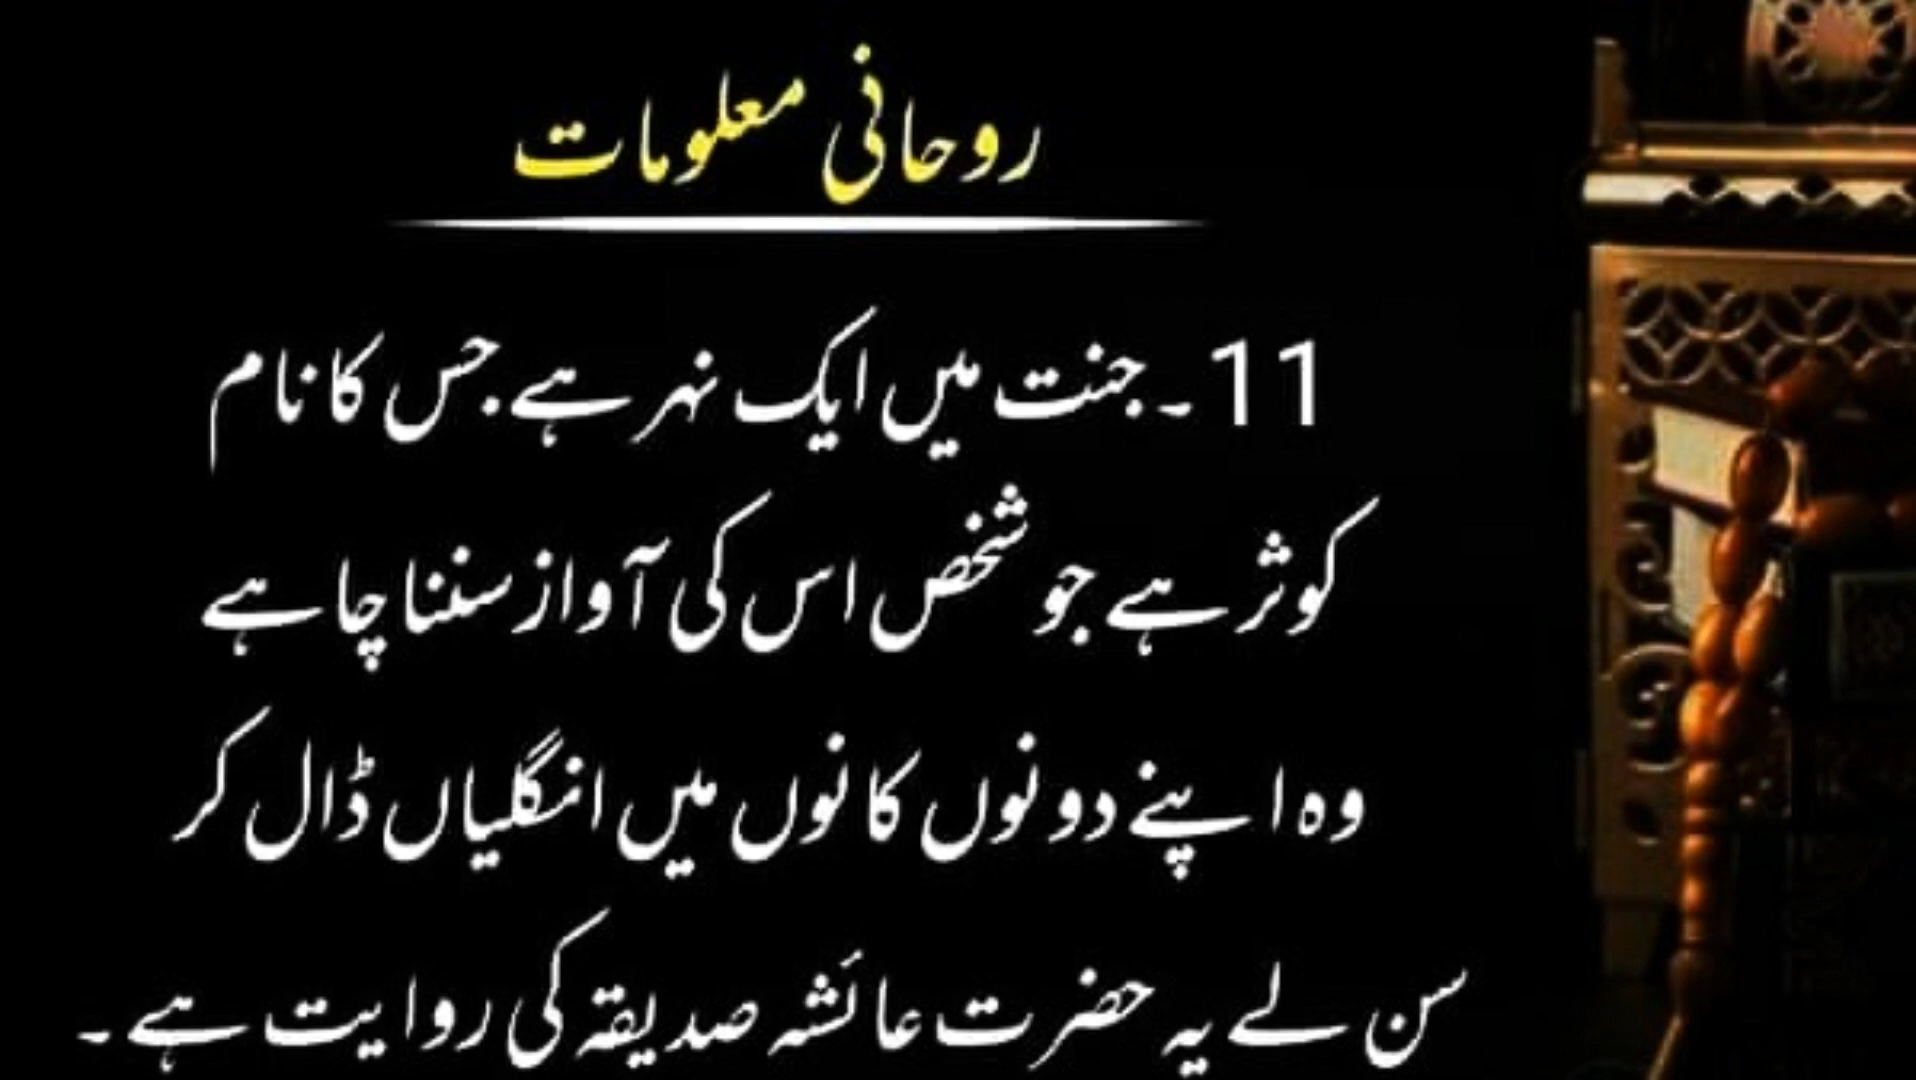 روحانی معلومات
11۔جنت میں ایک نہر ہے.جس کا نام
کوثر ہے جو شخص اس کی آواز سننا چاہے
وہ اپنے دونوں کانوں میں انگلیاں ڈال کر
سن لے یہ حضرت عائشہ صدیقہ کی روایت ہے۔